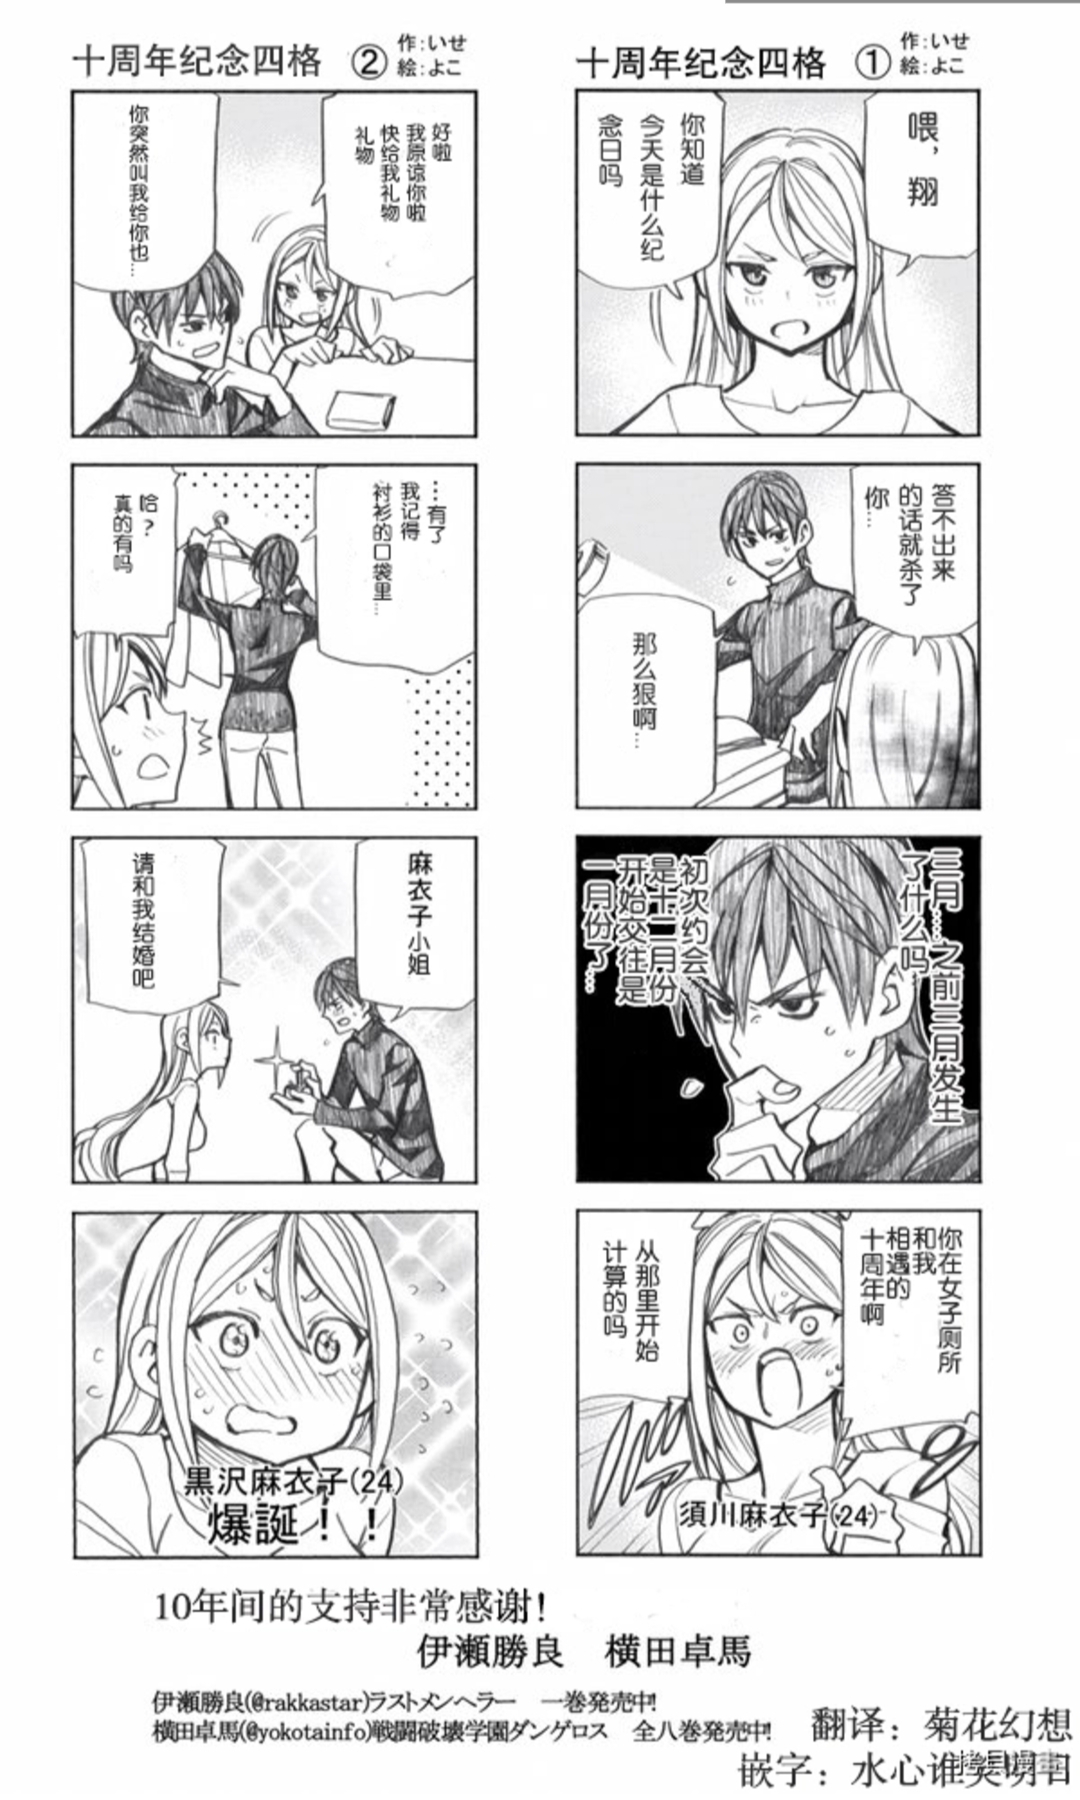 十周年纪念四格 ①
作:いせ
絵:よこ
喂，翔
你知道
今天是什么纪
念日吗
答不出来
的话就杀了
你…
那么狠啊…
三月……之前三月发生
了什么吗…
初次约会
是十二月份
开始交往是
一月份了…
你在女子厕所
和我
相遇的
十周年啊
从那里开始
计算的吗
須川麻衣子(24)
十周年纪念四格 ②
作:いせ
絵:よこ
好啦
我原谅你啦
快给我礼物
礼物
你突然叫我给你也…
…有了
我记得
衬衫的口袋里…
哈?
真的有吗
麻衣子小姐
请和我结婚吧
黒沢麻衣子(24)
爆誕！！
10年间的支持非常感谢!
伊瀬勝良 横田卓馬
伊瀬勝良(@rakkastar)ラストメンヘラー 一巻発売中!
横田卓馬(@yokotainfo)戦闘破壊学園ダンゲロス 全八巻発売中!
翻译：菊花幻想
嵌字：水心谁笑明日